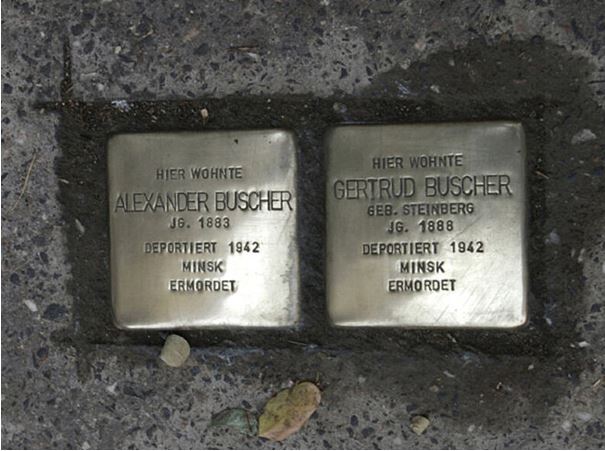 HIER WOHNTE
ALEXANDER BUSCHER
JG. 1883
DEPORTIERT 1942
MINSK
ERMORDET
HIER WOHNTE
GERTRUD BUSCHER
GEB. STEINBERG
JG. 1888
DEPORTIERT 1942
MINSK
ERMORDET